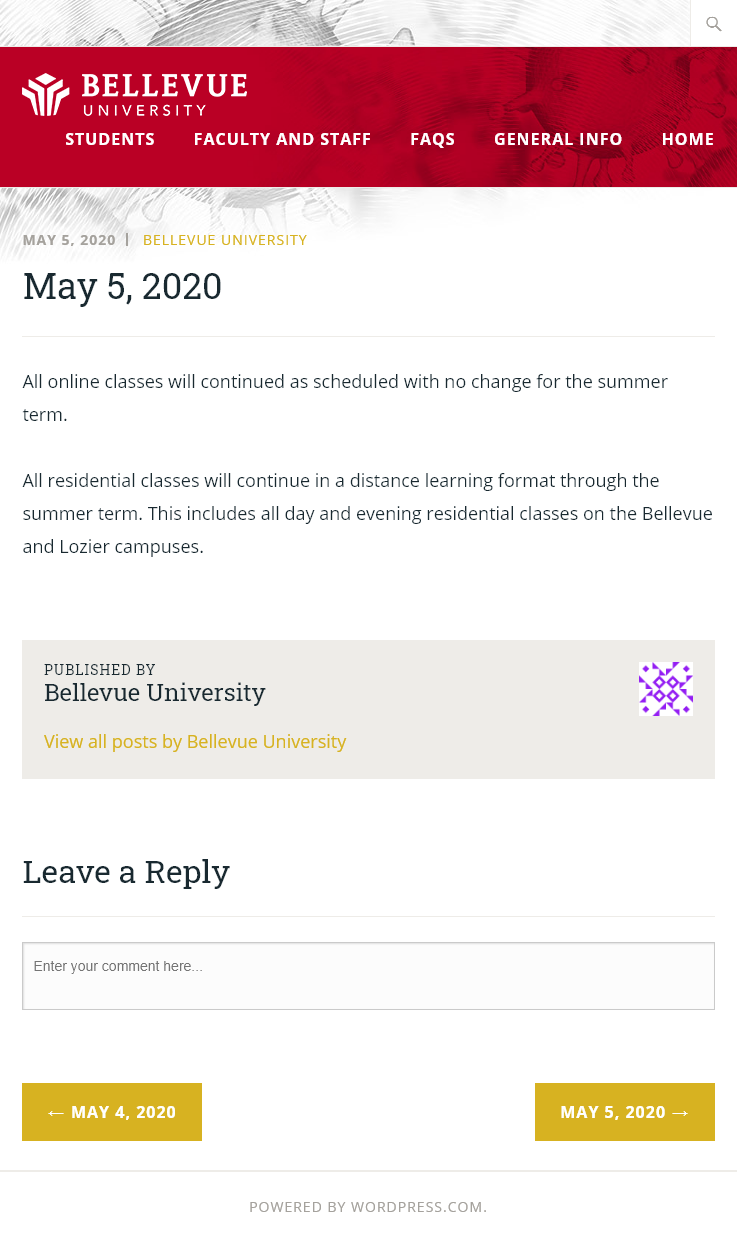 BELLEVUE
UNIVERSITY
STUDENTS FACULTY AND STAFF FAQS GENERAL INFO HOME
MAY 5, 2020 | BELLEVUE UNIVERSITY
May 5, 2020
All online classes will continued as scheduled with no change for the summer
term.
All residential classes will continue in a distance learning format through the
summer term. This includes all day and evening residential classes on the Bellevue
and Lozier campuses.
PUBLISHED BY
Bellevue University
View all posts by Bellevue University
Leave a Reply
Enter your comment here...
← MAY 4, 2020
MAY 5, 2020 →
POWERED BY WORDPRESS.COM.